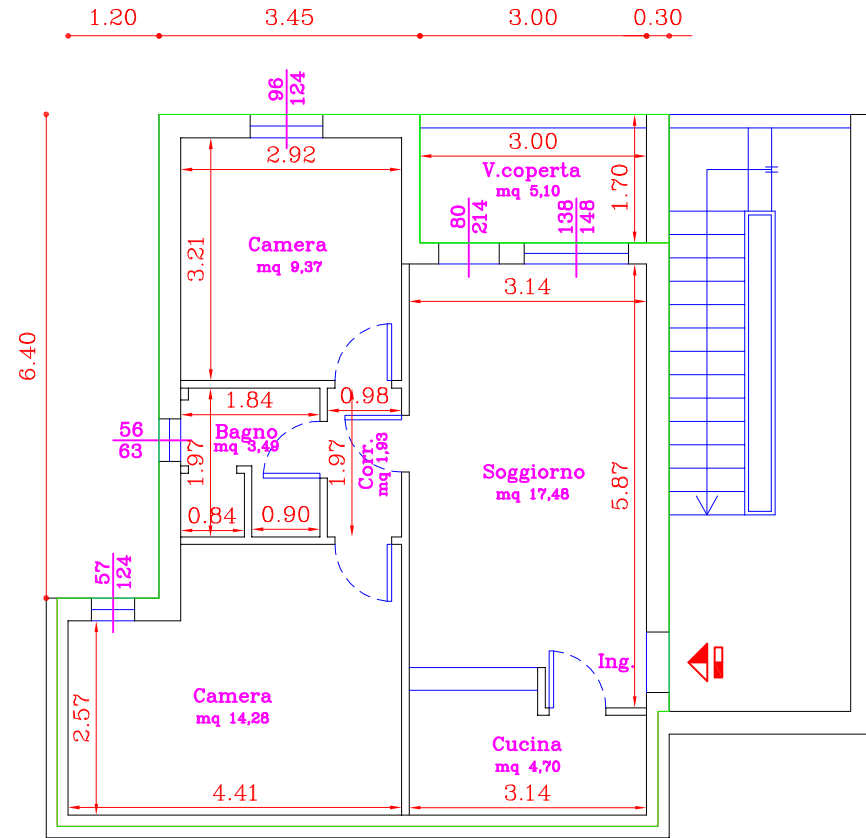 1.20
3.45
3.00
0.30
96
124
2.92
3.00
V.coperta
mq 5,10
1.70
80
214
138
148
3.21
Camera
mq 9,37
3.14
6.40
1.84
0.98
56
63
Bagno
mq 3,49
1.97
1.97
Corr.
mq 1,93
Soggiorno
mq 17,48
5.87
0.84
0.90
57
124
Ing.
Camera
mq 14,28
2.57
Cucina
mq 4,70
4.41
3.14